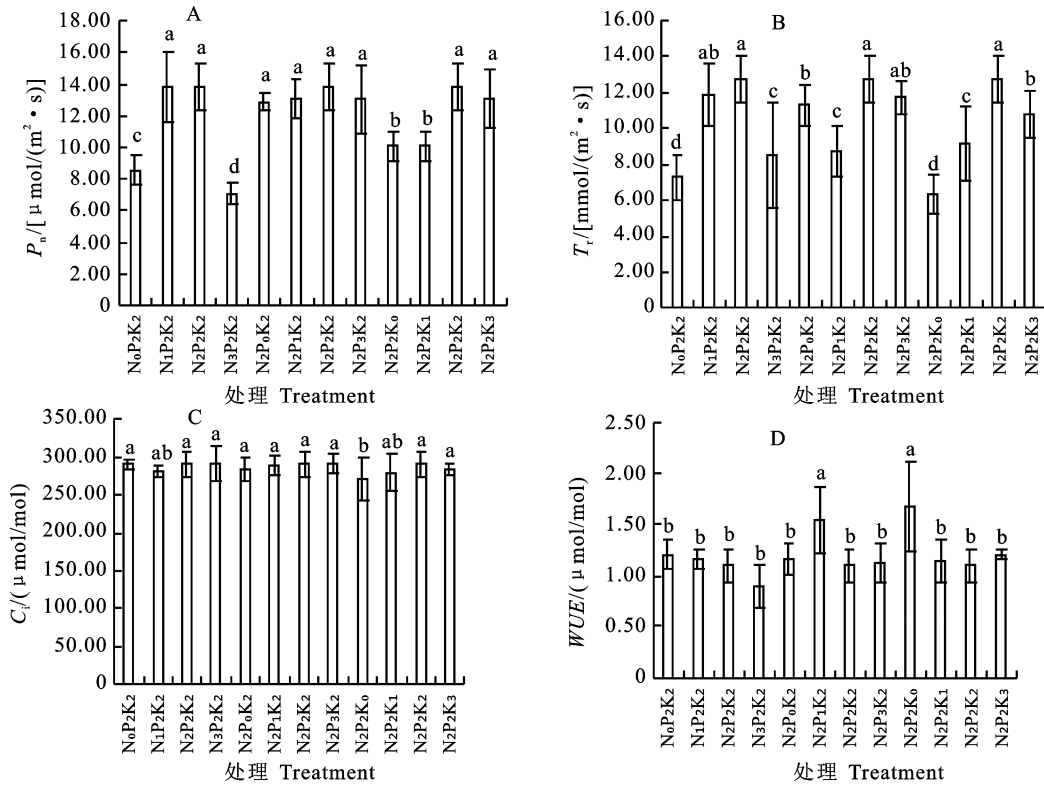 A
18.00
16.00
14.00
12.00
10.00
8.00
6.00
4.00
2.00
0
Pn/[μmol/(m²·s)]
c a a d a a a a b b a a
N₀P₂K₂ N₁P₂K₂ N₂P₂K₂ N₃P₂K₂ N₂P₀K₂ N₂P₁K₂ N₂P₂K₂ N₂P₃K₂ N₂P₂K₀ N₂P₂K₁ N₂P₂K₂ N₂P₂K₃
处理 Treatment
B
16.00
14.00
12.00
10.00
8.00
6.00
4.00
2.00
0
Tr/[mmol/(m²·s)]
d ab a c b c a ab d c a b
N₀P₂K₂ N₁P₂K₂ N₂P₂K₂ N₃P₂K₂ N₂P₀K₂ N₂P₁K₂ N₂P₂K₂ N₂P₃K₂ N₂P₂K₀ N₂P₂K₁ N₂P₂K₂ N₂P₂K₃
处理 Treatment
C
350.00
300.00
250.00
200.00
150.00
100.00
50.00
0
Ci/(μmol/mol)
a ab a a a a a a b ab a a
N₀P₂K₂ N₁P₂K₂ N₂P₂K₂ N₃P₂K₂ N₂P₀K₂ N₂P₁K₂ N₂P₂K₂ N₂P₃K₂ N₂P₂K₀ N₂P₂K₁ N₂P₂K₂ N₂P₂K₃
处理 Treatment
D
2.50
2.00
1.50
1.00
0.50
0
WUE/(μmol/mol)
b b b b b a b b a b b b
N₀P₂K₂ N₁P₂K₂ N₂P₂K₂ N₃P₂K₂ N₂P₀K₂ N₂P₁K₂ N₂P₂K₂ N₂P₃K₂ N₂P₂K₀ N₂P₂K₁ N₂P₂K₂ N₂P₂K₃
处理 Treatment